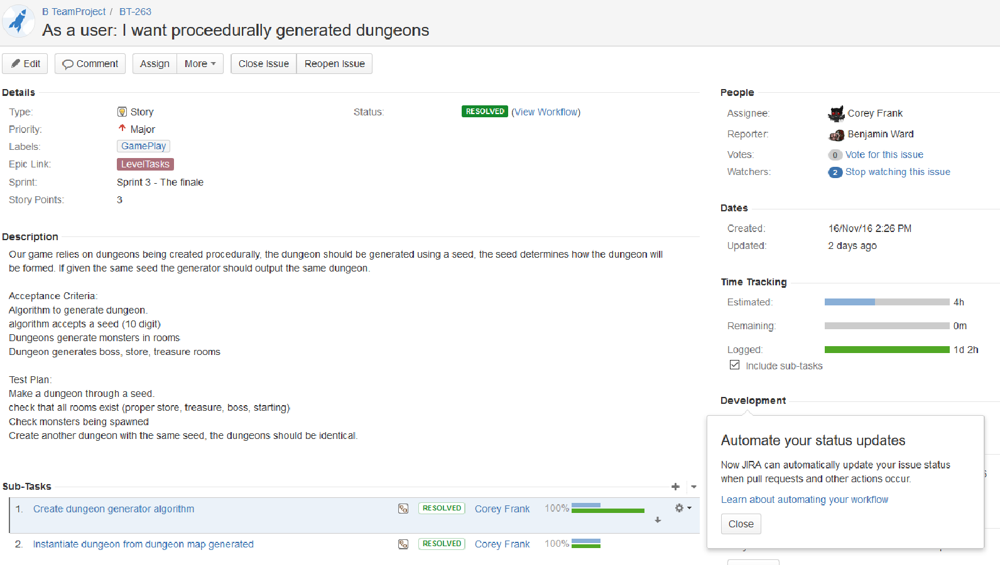 B TeamProject / BT-263
As a user: I want proceedurally generated dungeons
Edit Comment Assign More Close Issue Reopen Issue
Details
Type: Story Status: RESOLVED (View Workflow)
Priority: Major
Labels: GamePlay
Epic Link: LevelTasks
Sprint: Sprint 3 - The finale
Story Points: 3
Description
Our game relies on dungeons being created procedurally, the dungeon should be generated using a seed, the seed determines how the dungeon will
be formed. If given the same seed the generator should output the same dungeon.
Acceptance Criteria:
Algorithm to generate dungeon.
algorithm accepts a seed (10 digit)
Dungeons generate monsters in rooms
Dungeon generates boss, store, treasure rooms
Test Plan:
Make a dungeon through a seed.
check that all rooms exist (proper store, treasure, boss, starting)
Check monsters being spawned
Create another dungeon with the same seed, the dungeons should be identical.
Sub-Tasks
1. Create dungeon generator algorithm RESOLVED Corey Frank 100%
2. Instantiate dungeon from dungeon map generated RESOLVED Corey Frank 100%
People
Assignee: Corey Frank
Reporter: Benjamin Ward
Votes: 0 Vote for this issue
Watchers: 2 Stop watching this issue
Dates
Created: 16/Nov/16 2:26 PM
Updated: 2 days ago
Time Tracking
Estimated: 4h
Remaining: 0m
Logged: 1d 2h
Include sub-tasks
Development
Automate your status updates
Now JIRA can automatically update your issue status
when pull requests and other actions occur.
Learn about automating your workflow
Close